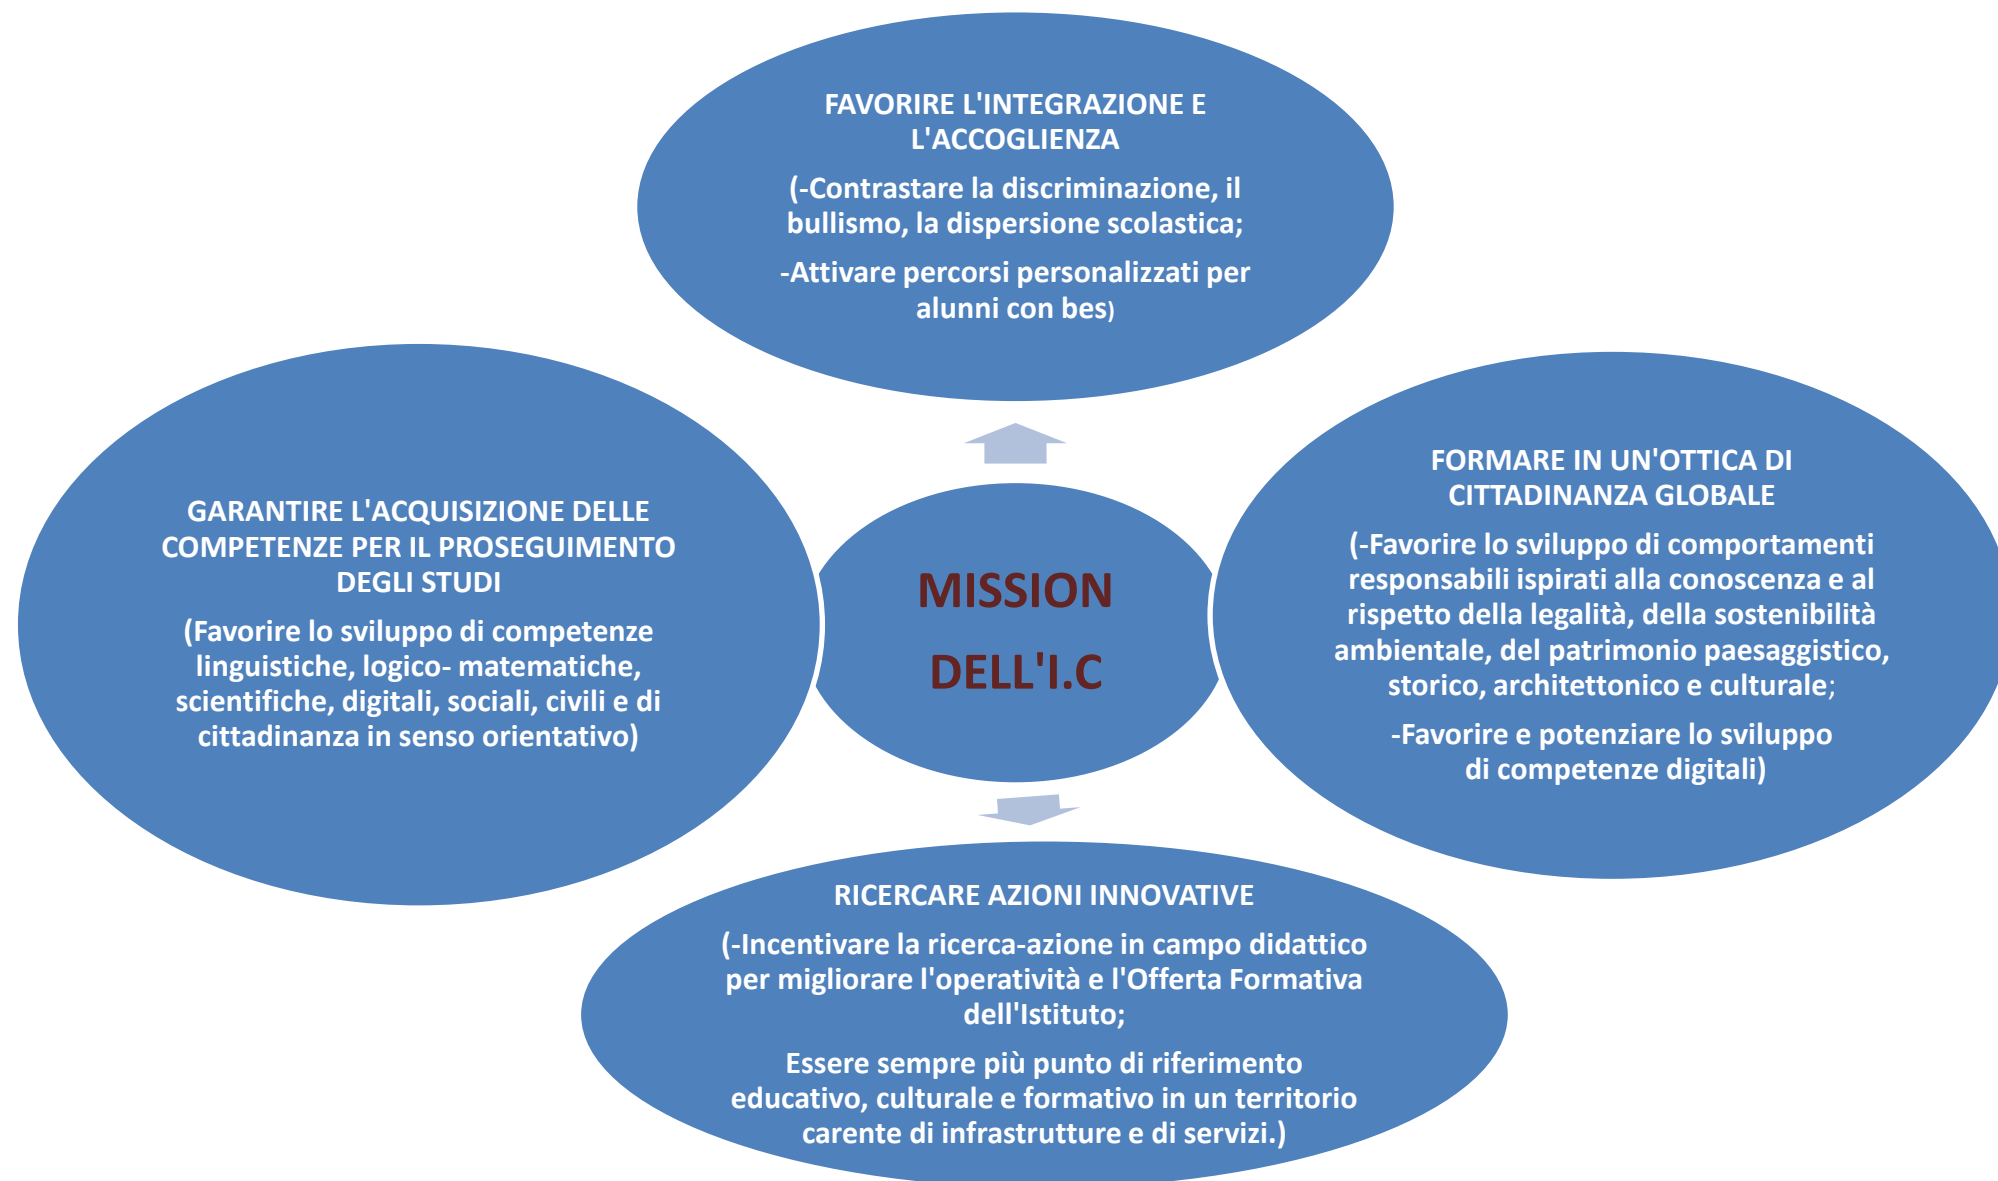 FAVORIRE L'INTEGRAZIONE E
L'ACCOGLIENZA
(-Contrastare la discriminazione, il
bullismo, la dispersione scolastica;
-Attivare percorsi personalizzati per
alunni con bes)
GARANTIRE L'ACQUISIZIONE DELLE
COMPETENZE PER IL PROSEGUIMENTO
DEGLI STUDI
(Favorire lo sviluppo di competenze
linguistiche, logico- matematiche,
scientifiche, digitali, sociali, civili e di
cittadinanza in senso orientativo)
MISSION
DELL'I.C
FORMARE IN UN'OTTICA DI
CITTADINANZA GLOBALE
(-Favorire lo sviluppo di comportamenti
responsabili ispirati alla conoscenza e al
rispetto della legalità, della sostenibilità
ambientale, del patrimonio paesaggistico,
storico, architettonico e culturale;
-Favorire e potenziare lo sviluppo
di competenze digitali)
RICERCARE AZIONI INNOVATIVE
(-Incentivare la ricerca-azione in campo didattico
per migliorare l'operatività e l'Offerta Formativa
dell'Istituto;
Essere sempre più punto di riferimento
educativo, culturale e formativo in un territorio
carente di infrastrutture e di servizi.)